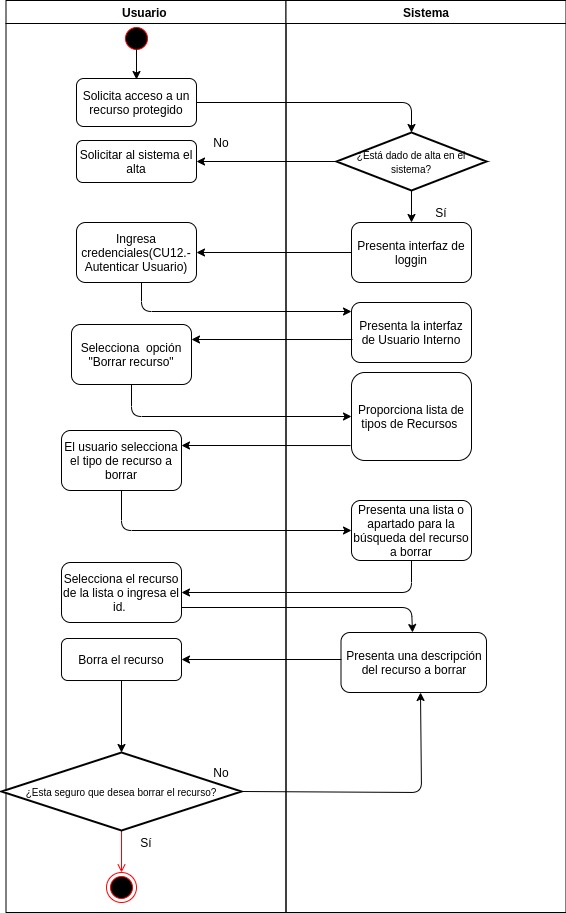 Usuario
Sistema
Solicita acceso a un
recurso protegido
¿Está dado de alta en el
sistema?
No
Solicitar al sistema el
alta
Sí
Presenta interfaz de
loggin
Ingresa
credenciales(CU12.-
Autenticar Usuario)
Presenta la interfaz
de Usuario Interno
Selecciona opción
"Borrar recurso"
Proporciona lista de
tipos de Recursos
El usuario selecciona
el tipo de recurso a
borrar
Presenta una lista o
apartado para la
búsqueda del recurso
a borrar
Selecciona el recurso
de la lista o ingresa el
id.
Presenta una descripción
del recurso a borrar
Borra el recurso
¿Esta seguro que desea borrar el recurso?
No
Sí